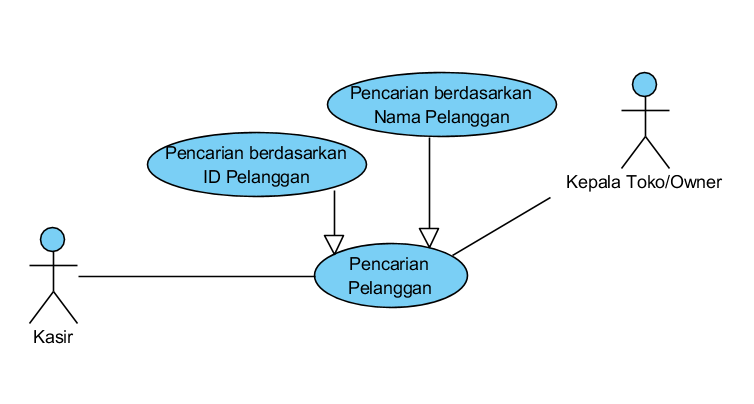 Pencarian berdasarkan
Nama Pelanggan
Pencarian berdasarkan
ID Pelanggan
Kepala Toko/Owner
Pencarian
Pelanggan
Kasir